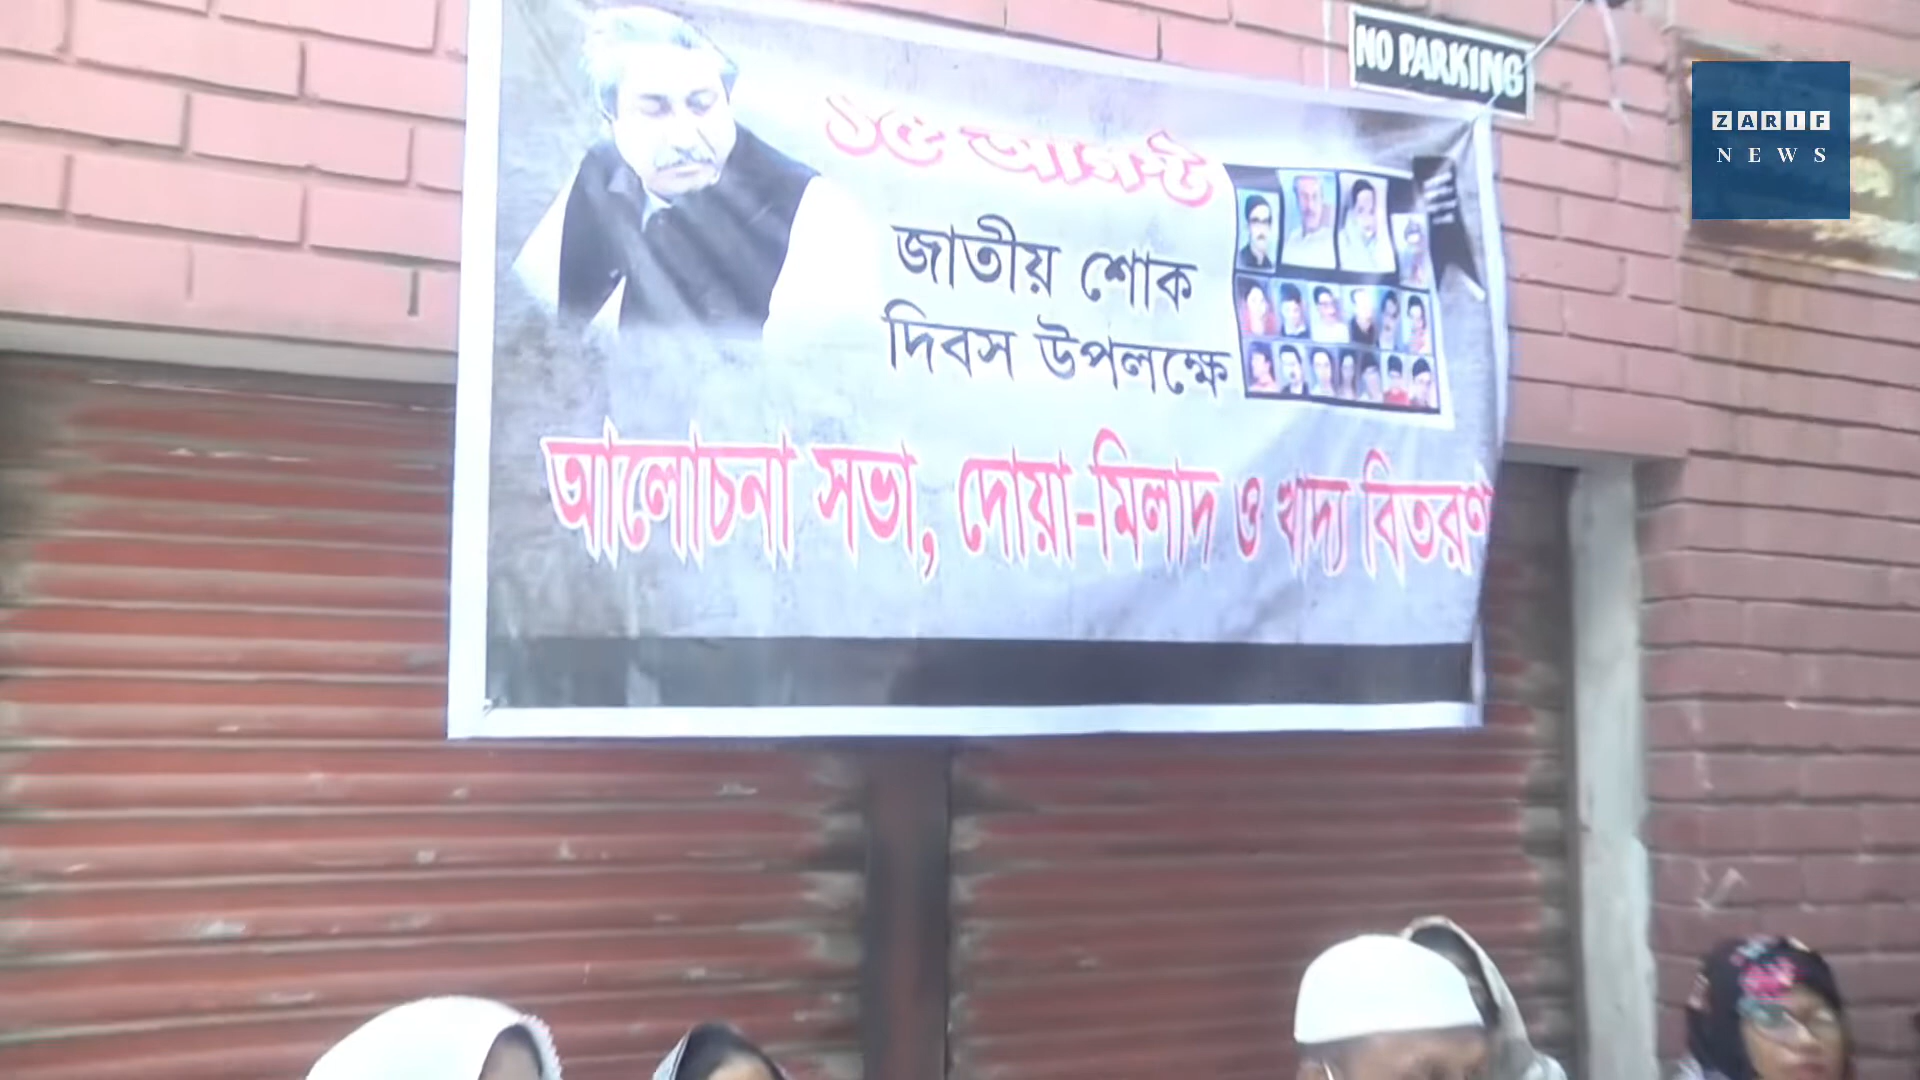 NO PARKING
ZARIF
NEWS
১৫ আগস্ট
জাতীয় শোক
দিবস উপলক্ষে
আলোচনা সভা, দোয়া-মিলাদ ও খাদ্য বিতরণ